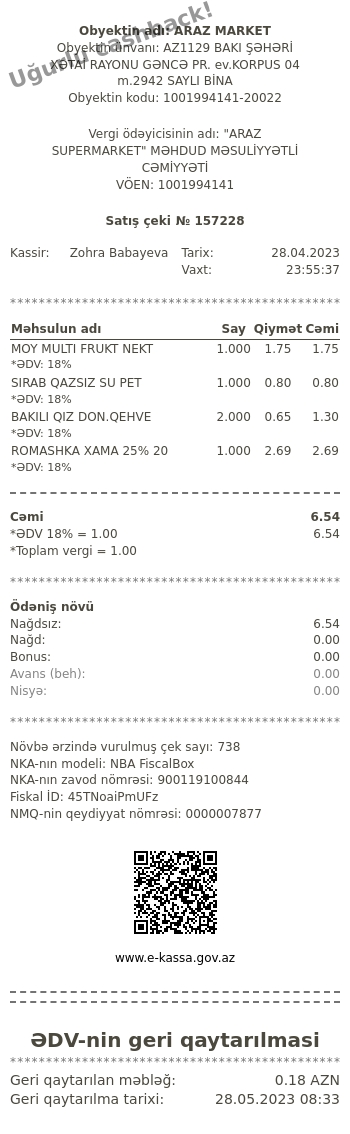 Uğurlu cashback!
Obyektin adı: ARAZ MARKET
Obyektin ünvanı: AZ1129 BAKI ŞƏHƏRİ
XƏTAİ RAYONU GƏNCƏ PR. ev.KORPUS 04
m.2942 SAYLI BİNA
Obyektin kodu: 1001994141-20022
Vergi ödəyicisinin adı: "ARAZ
SUPERMARKET" MƏHDUD MƏSULİYYƏTLİ
CƏMİYYƏTİ
VÖEN: 1001994141
Satış çeki № 157228
Kassir: Zohra Babayeva Tarix: 28.04.2023
Vaxt: 23:55:37
**********************************************
Məhsulun adı Say Qiymət Cəmi
MOY MULTI FRUKT NEKT 1.000 1.75 1.75
*ƏDV: 18%
SIRAB QAZSIZ SU PET 1.000 0.80 0.80
*ƏDV: 18%
BAKILI QIZ DON.QEHVE 2.000 0.65 1.30
*ƏDV: 18%
ROMASHKA XAMA 25% 20 1.000 2.69 2.69
*ƏDV: 18%
Cəmi 6.54
*ƏDV 18% = 1.00 6.54
*Toplam vergi = 1.00
**********************************************
Ödəniş növü
Nağdsız: 6.54
Nağd: 0.00
Bonus: 0.00
Avans (beh): 0.00
Nisyə: 0.00
**********************************************
Növbə ərzində vurulmuş çek sayı: 738
NKA-nın modeli: NBA FiscalBox
NKA-nın zavod nömrəsi: 900119100844
Fiskal İD: 45TNoaiPmUFz
NMQ-nin qeydiyyat nömrəsi: 0000007877
www.e-kassa.gov.az
ƏDV-nin geri qaytarılmasi
**********************************************
Geri qaytarılan məbləğ: 0.18 AZN
Geri qaytarılma tarixi: 28.05.2023 08:33